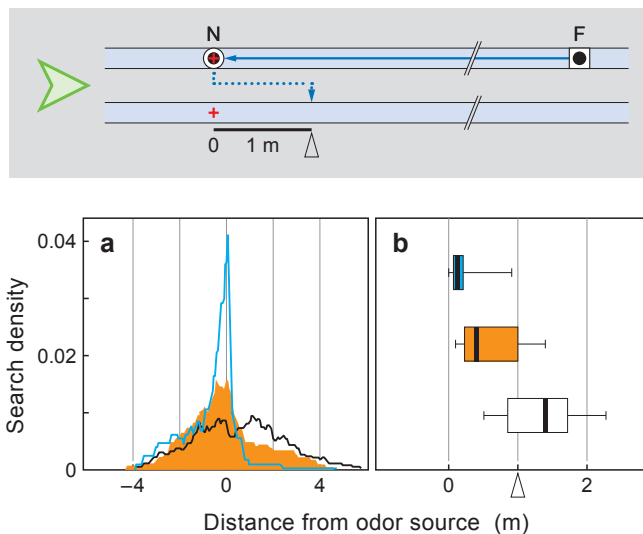 N F
0 1 m
a b
0.04
0.02
0
Search density
−4 0 4 0 2
Distance from odor source (m)